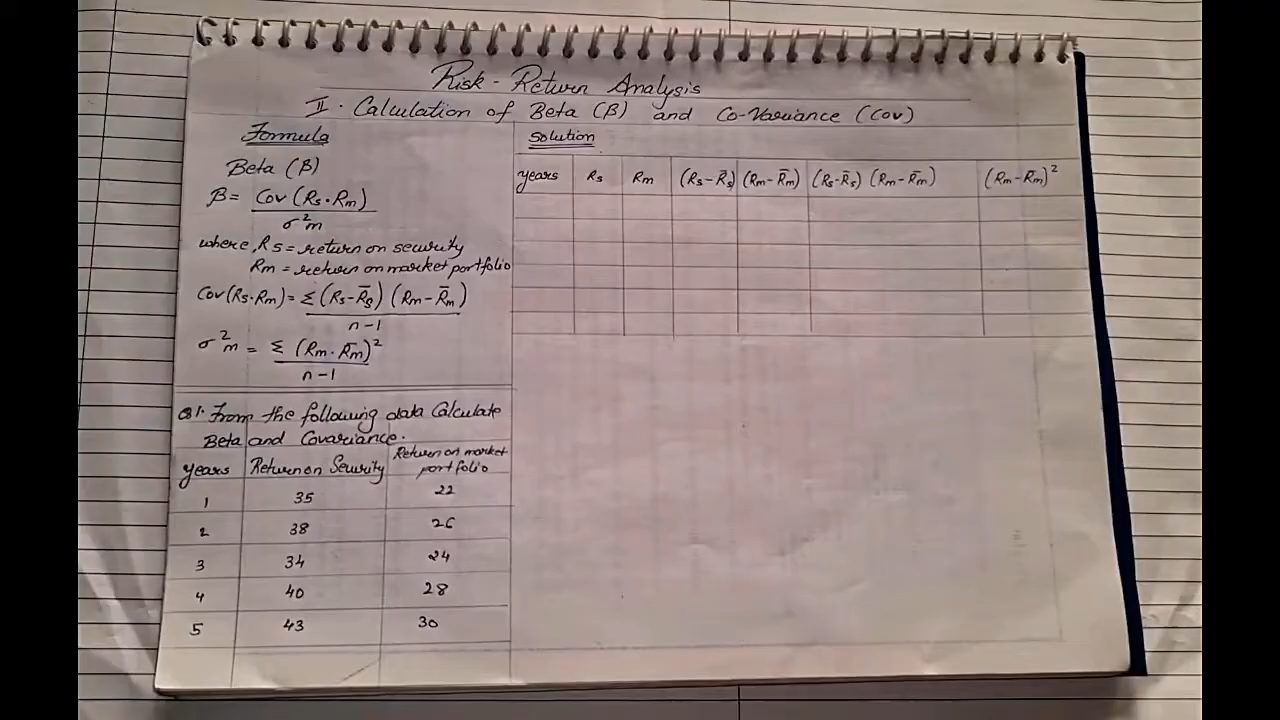 Risk - Return Analysis
II. Calculation of Beta (β) and Co-Variance (Cov)
Formula
Beta (β)
β = Cov (Rs.Rm)
σ²m
where, Rs = return on security
Rm = return on market portfolio
Cov(Rs.Rm) = Σ (Rs - R̄s) (Rm - R̄m)
n-1
σ²m = Σ (Rm . R̄m)²
n-1
Q1. From the following data Calculate
Beta and Covariance.
years Return on Security Return on market portfolio
1 35 22
2 38 26
3 34 24
4 40 28
5 43 30
Solution
years Rs Rm (Rs - R̄s) (Rm - R̄m) (Rs - R̄s) (Rm - R̄m) (Rm - R̄m)²